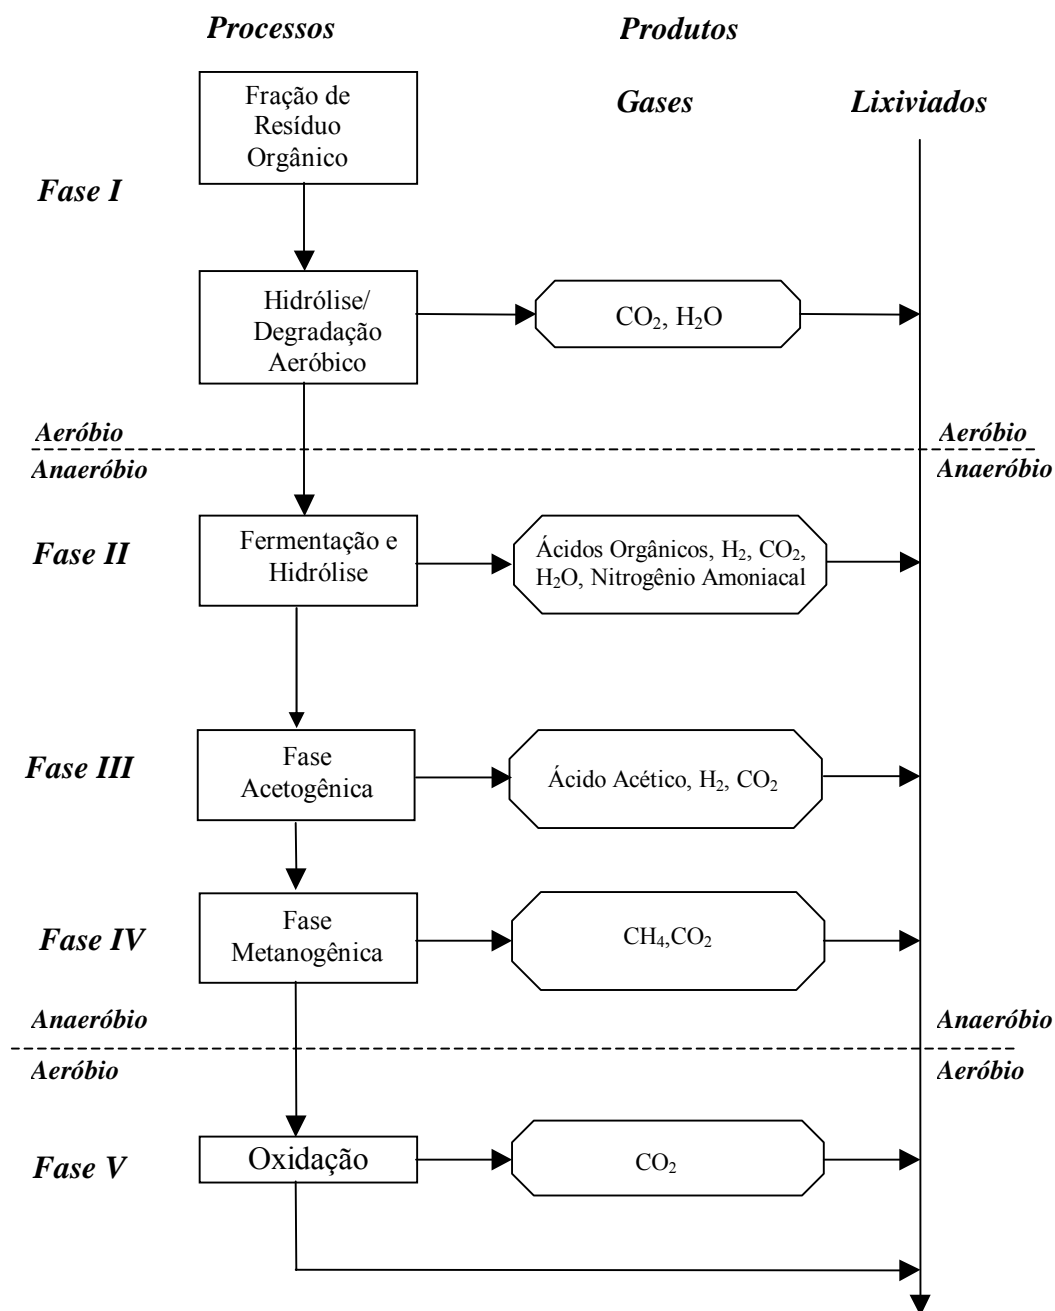 Processos
Produtos
Gases
Lixiviados
Fase I
Fração de
Resíduo
Orgânico
Hidrólise/
Degradação
Aeróbico
CO₂, H₂O
Aeróbio
Aeróbio
Anaeróbio
Anaeróbio
Fase II
Fermentação e
Hidrólise
Ácidos Orgânicos, H₂, CO₂,
H₂O, Nitrogênio Amoniacal
Fase III
Fase
Acetogênica
Ácido Acético, H₂, CO₂
Fase IV
Fase
Metanogênica
CH₄,CO₂
Anaeróbio
Anaeróbio
Aeróbio
Aeróbio
Fase V
Oxidação
CO₂